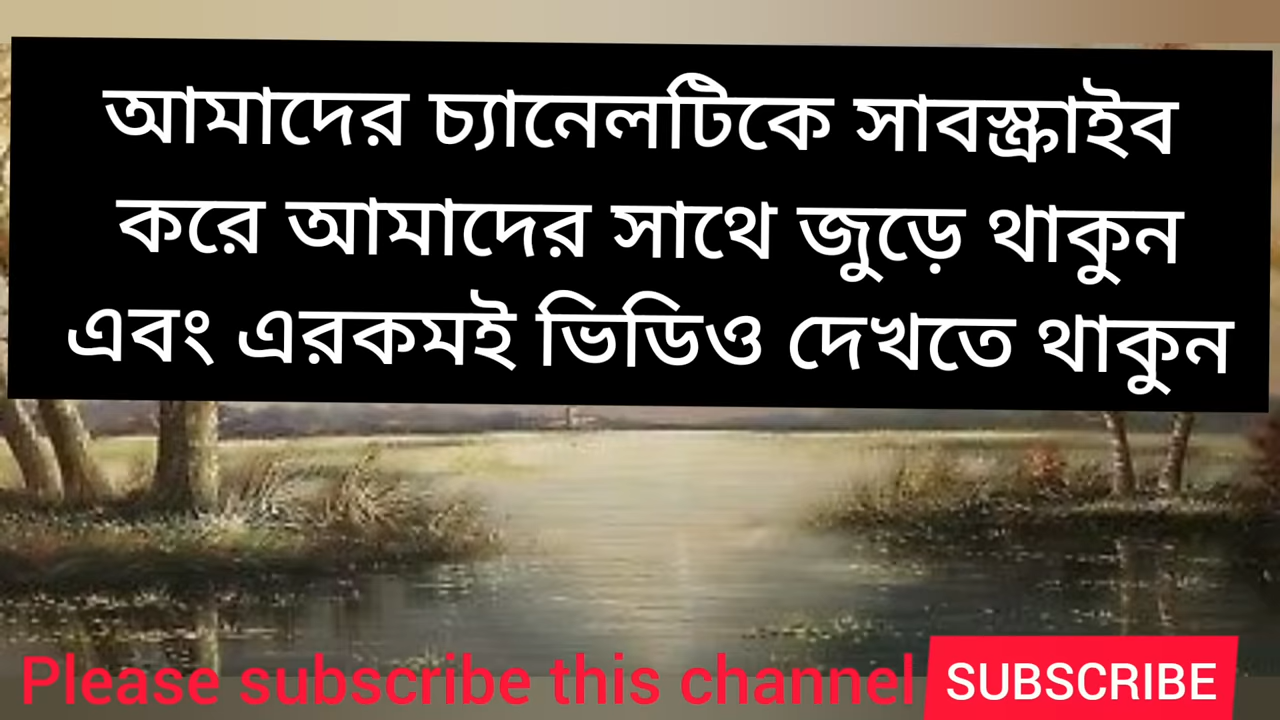 আমাদের চ্যানেলটিকে সাবস্ক্রাইব
করে আমাদের সাথে জুড়ে থাকুন
এবং এরকমই ভিডিও দেখতে থাকুন
Please subscribe this channel
SUBSCRIBE